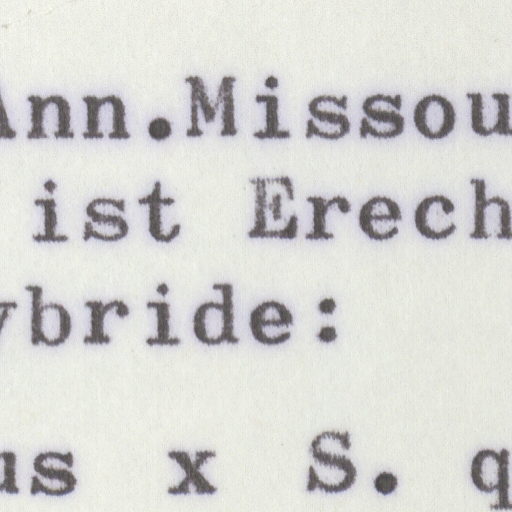 Ann.Missou
ist Erech
ybride:
us x S. q